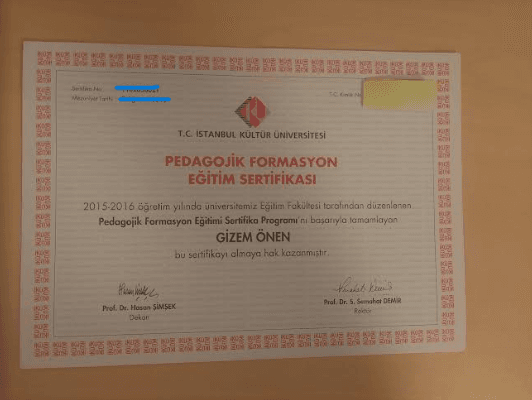 Sertifika No.
Mezuniyet Tarihi
T.C. Kimlik No
T.C. İSTANBUL KÜLTÜR ÜNİVERSİTESİ
PEDAGOJİK FORMASYON
EĞİTİM SERTİFİKASI
2015-2016 öğretim yılında üniversitemiz Eğitim Fakültesi tarafından düzenlenen
Pedagojik Formasyon Eğitimi Sertifika Programı'nı başarıyla tamamlayan
GİZEM ÖNEN
bu sertifikayı almaya hak kazanmıştır.
Prof. Dr. Hasan ŞİMŞEK
Dekan
Prof. Dr. S. Semahat DEMİR
Rektör